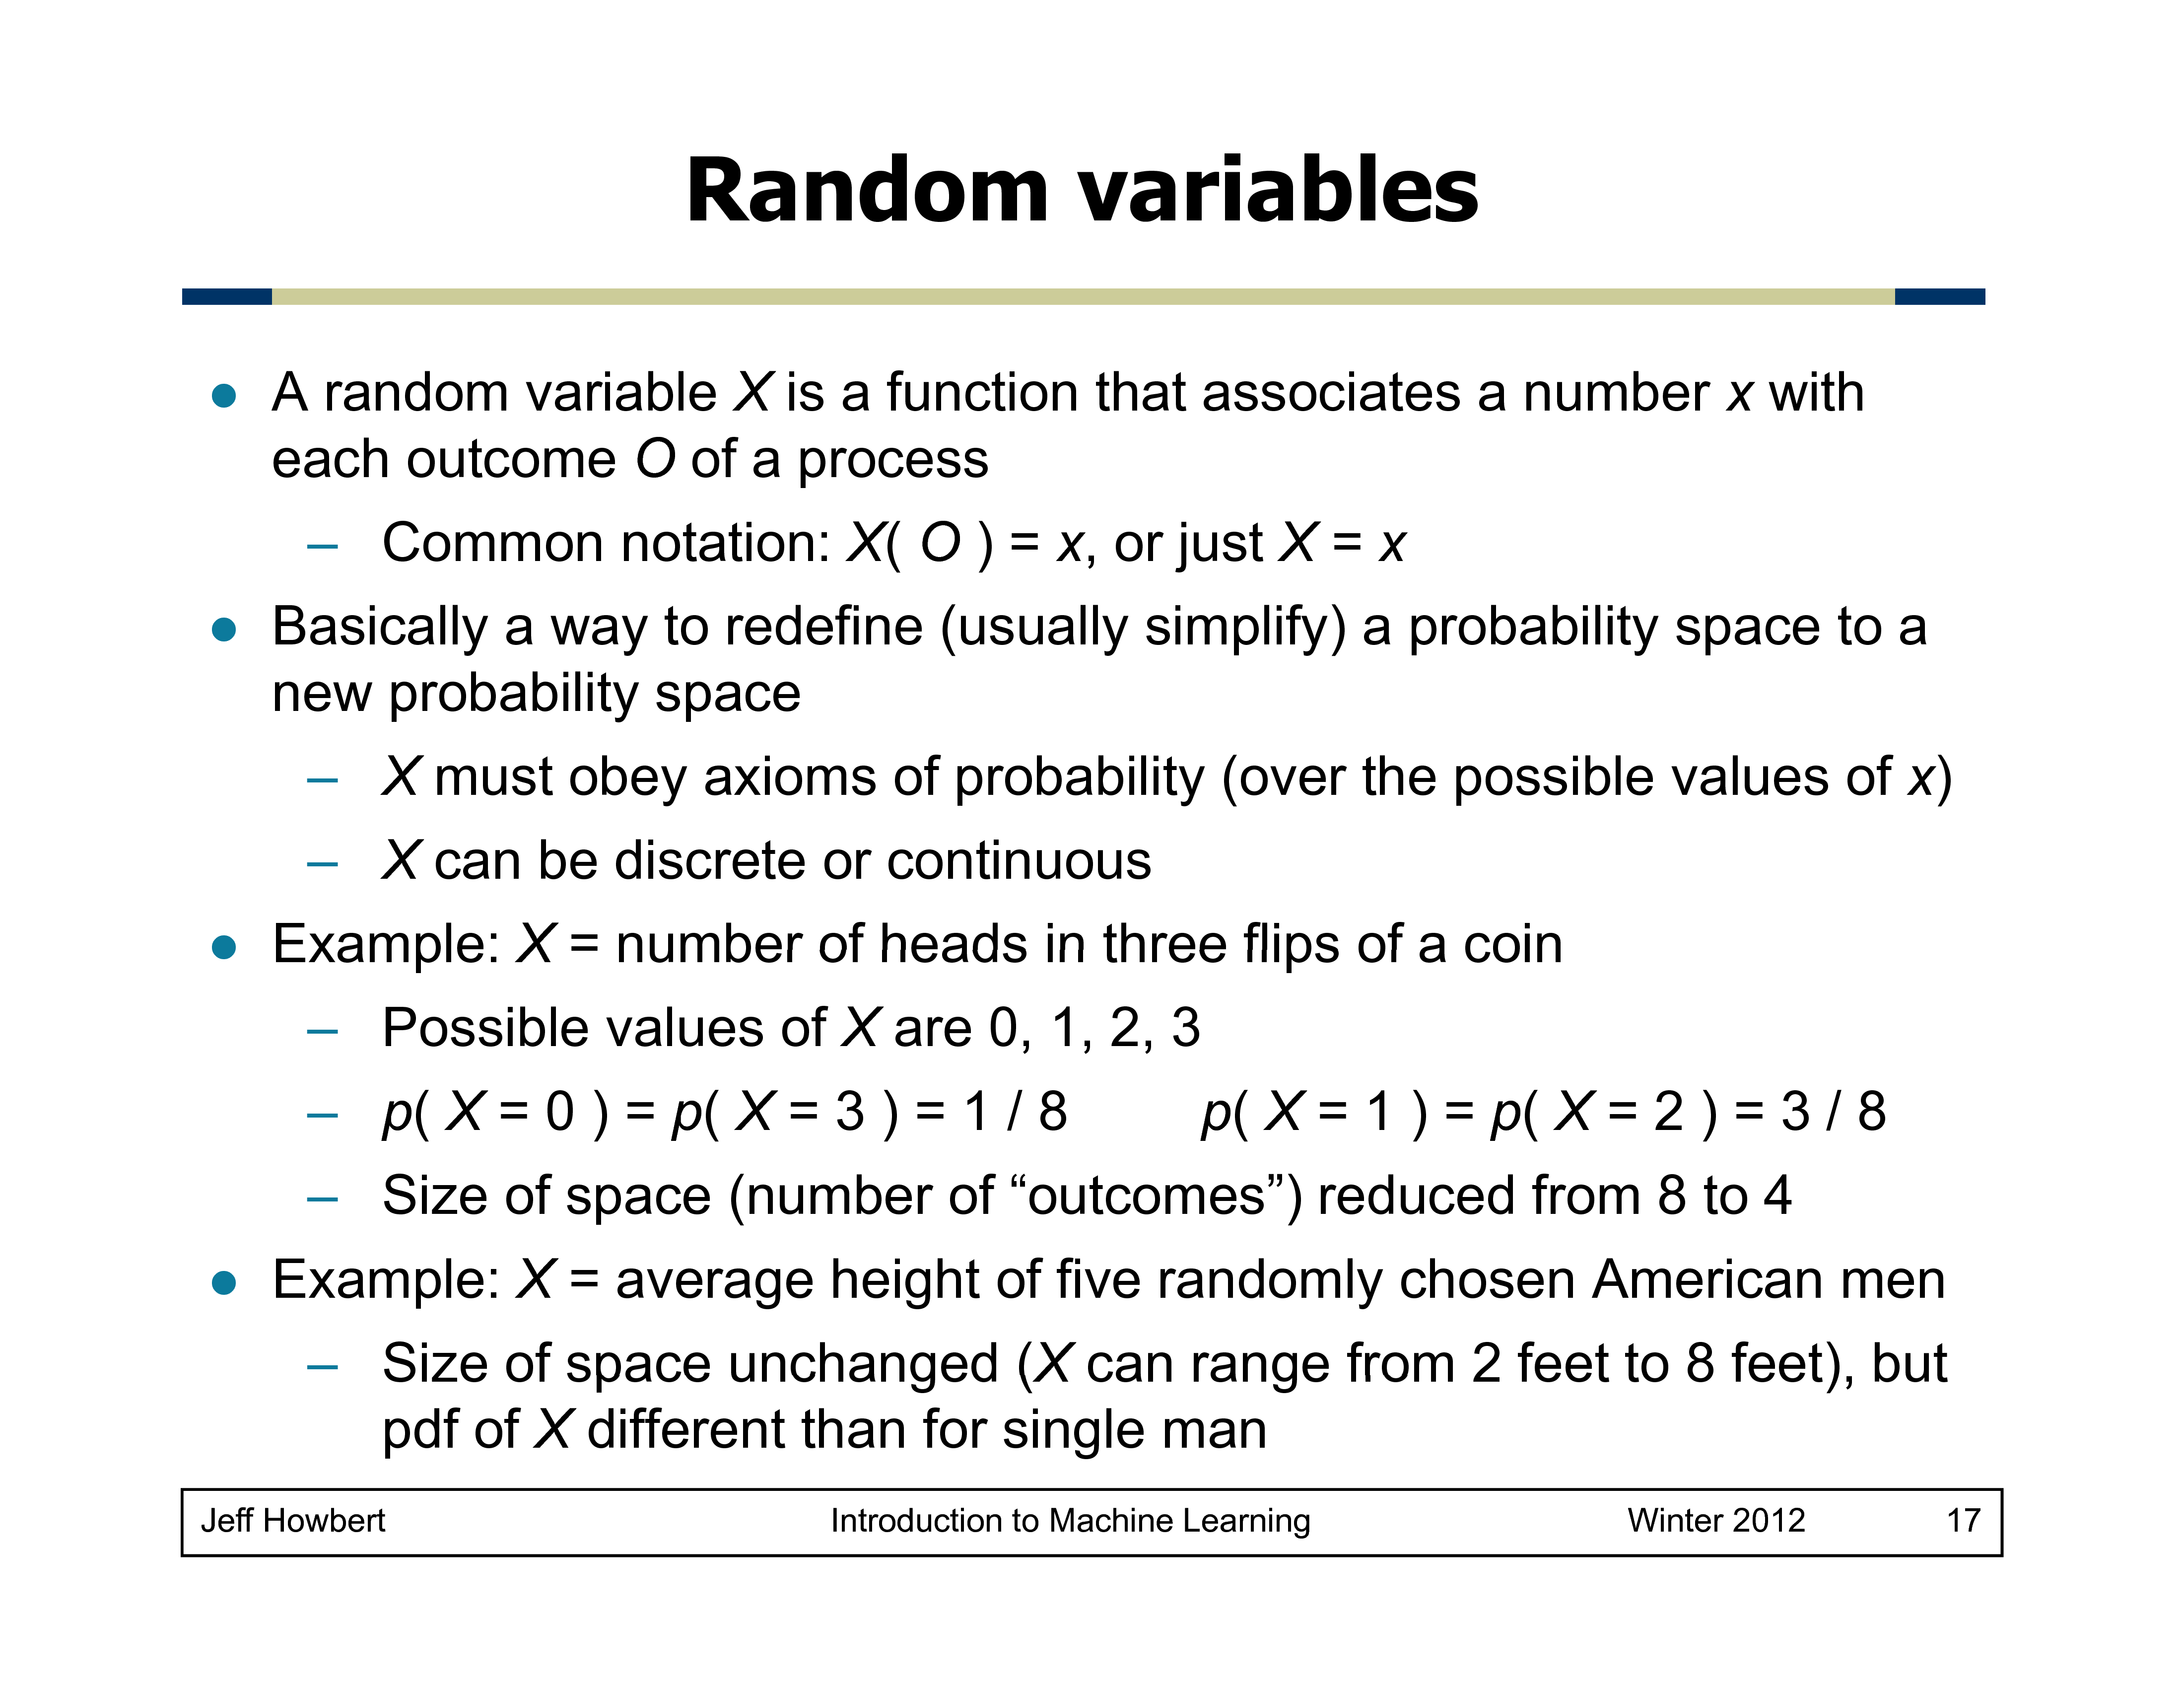 Random variables
● A random variable X is a function that associates a number x with
each outcome O of a process
– Common notation: X( O ) = x, or just X = x
● Basically a way to redefine (usually simplify) a probability space to a
new probability space
– X must obey axioms of probability (over the possible values of x)
– X can be discrete or continuous
● Example: X = number of heads in three flips of a coin
– Possible values of X are 0, 1, 2, 3
– p( X = 0 ) = p( X = 3 ) = 1 / 8 p( X = 1 ) = p( X = 2 ) = 3 / 8
– Size of space (number of “outcomes”) reduced from 8 to 4
● Example: X = average height of five randomly chosen American men
– Size of space unchanged (X can range from 2 feet to 8 feet), but
pdf of X different than for single man
Jeff Howbert Introduction to Machine Learning Winter 2012 17